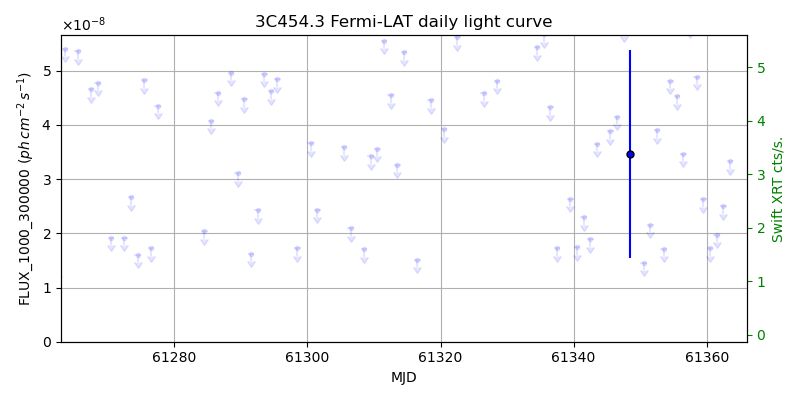 3C454.3 Fermi-LAT daily light curve
×10⁻⁸
5
4
3
2
1
0
FLUX_1000_300000 (ph cm⁻² s⁻¹)
61280 61300 61320 61340 61360
MJD
5
4
3
2
1
0
Swift XRT cts/s.